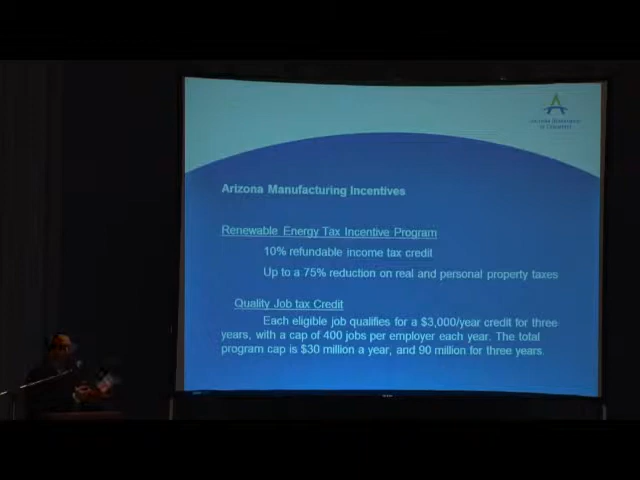 Arizona Manufacturing Incentives
Renewable Energy Tax Incentive Program
10% refundable income tax credit
Up to a 75% reduction on real and personal property taxes
Quality Job tax Credit
Each eligible job qualifies for a $3,000/year credit for three
years, with a cap of 400 jobs per employer each year. The total
program cap is $30 million a year, and 90 million for three years.